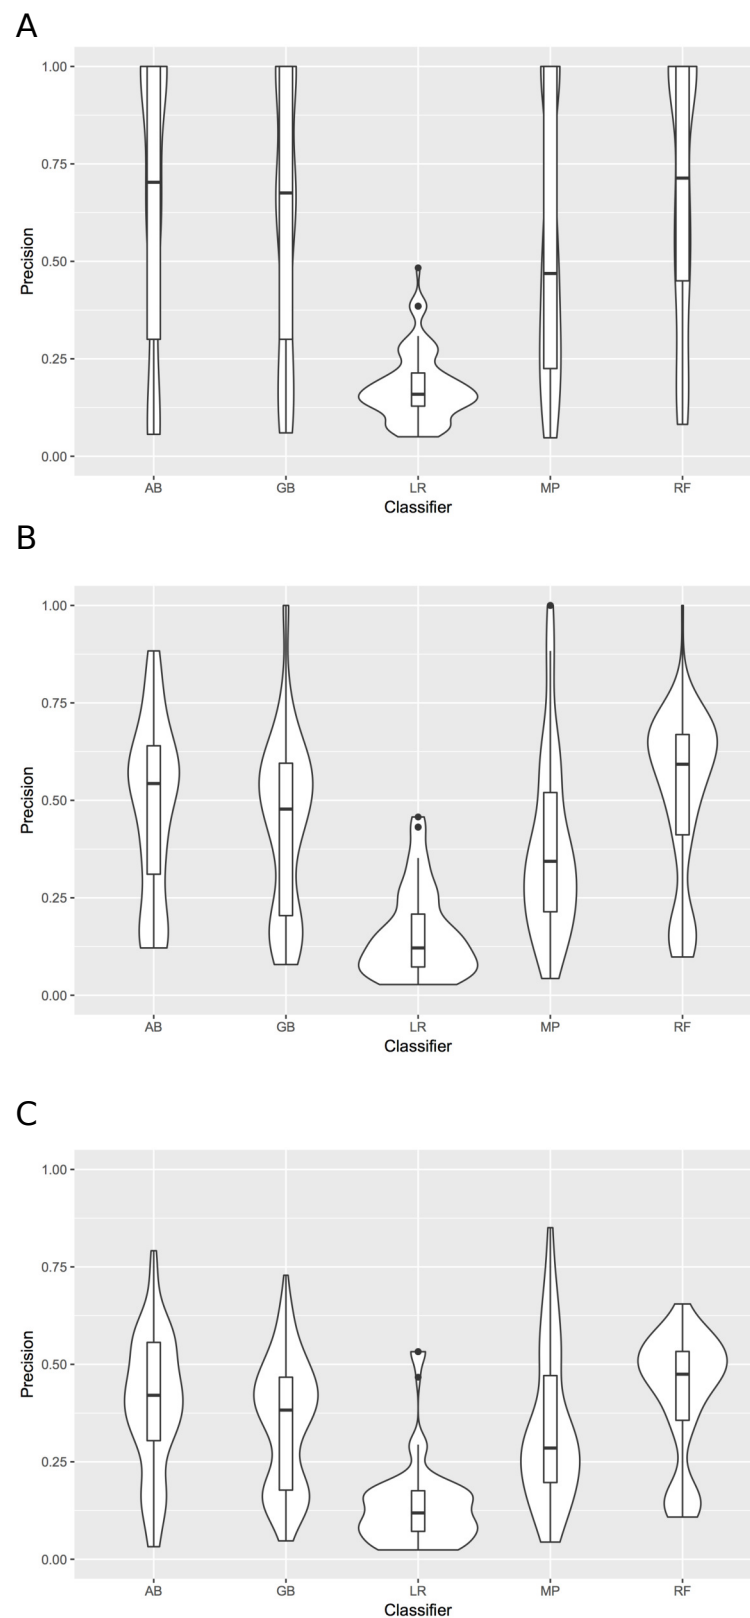 A
1.00
0.75
0.50
0.25
0.00
Precision
AB GB LR MP RF
Classifier
B
1.00
0.75
0.50
0.25
0.00
Precision
AB GB LR MP RF
Classifier
C
1.00
0.75
0.50
0.25
0.00
Precision
AB GB LR MP RF
Classifier